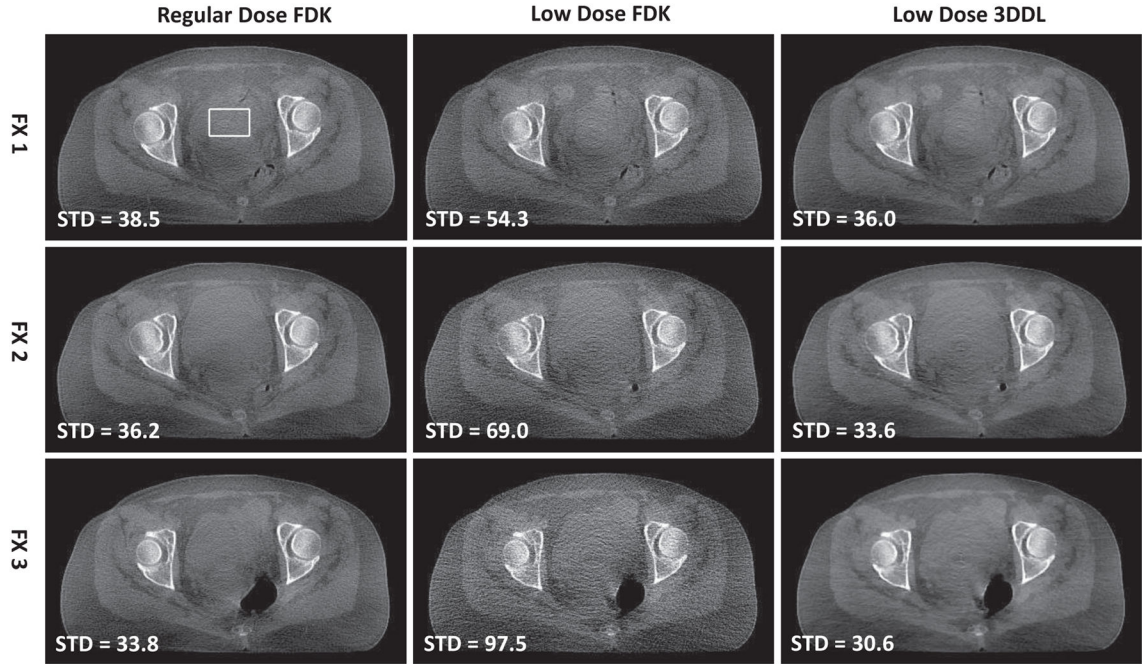 Regular Dose FDK
Low Dose FDK
Low Dose 3DDL
FX 1
STD = 38.5
STD = 54.3
STD = 36.0
FX 2
STD = 36.2
STD = 69.0
STD = 33.6
FX 3
STD = 33.8
STD = 97.5
STD = 30.6